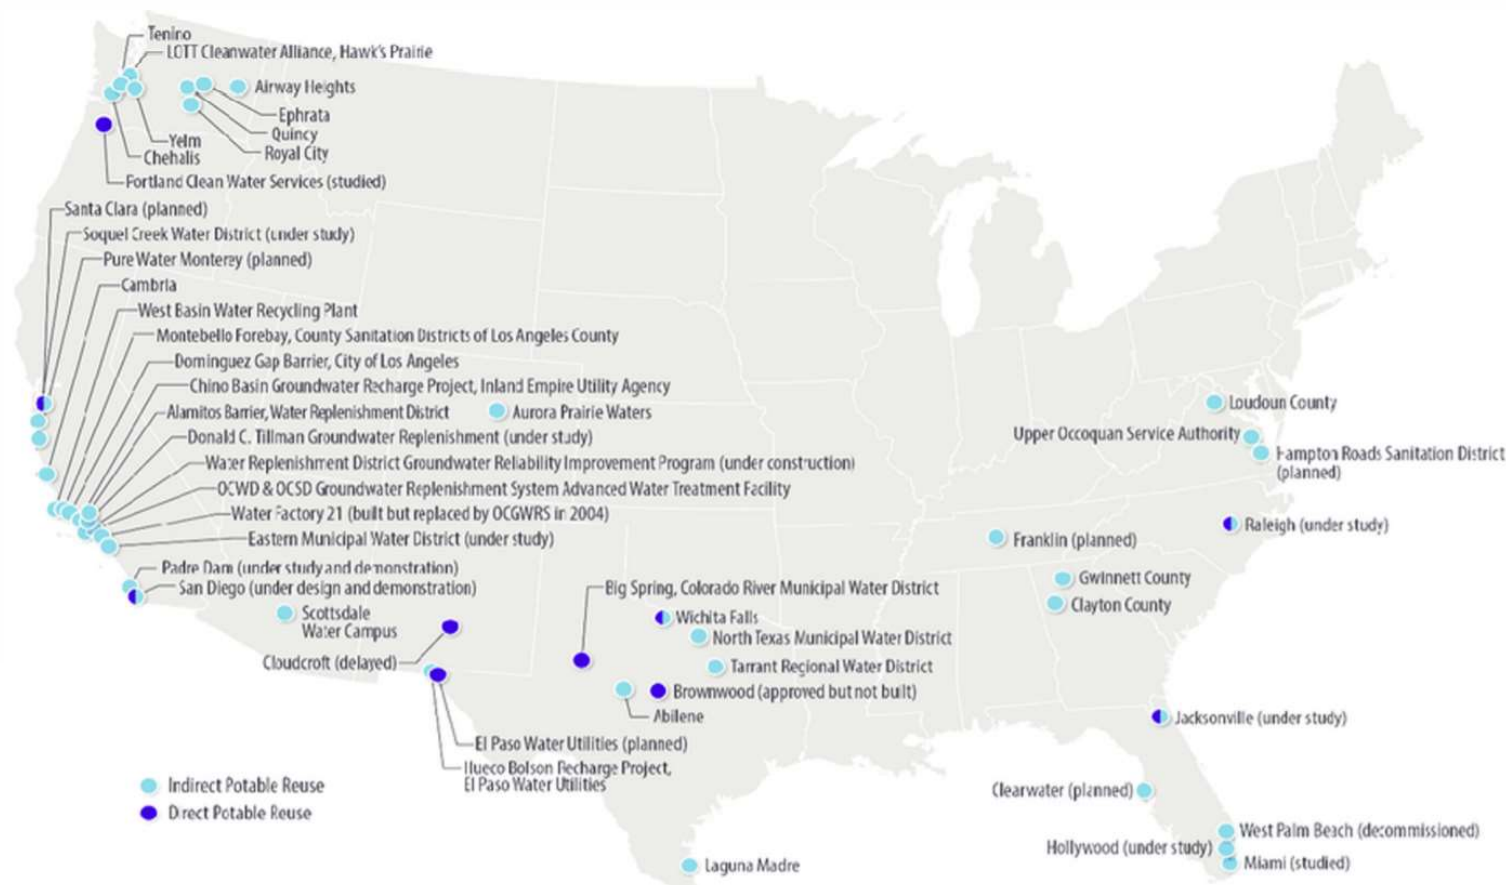 Tenino
LOTT Cleanwater Alliance, Hawk's Prairie
Airway Heights
Ephrata
Quincy
Royal City
Yelm
Chehalis
Portland Clean Water Services (studied)
Santa Clara (planned)
Soquel Creek Water District (under study)
Pure Water Monterey (planned)
Cambria
West Basin Water Recycling Plant
Montebello Forebay, County Sanitation Districts of Los Angeles County
Dominguez Gap Barrier, City of Los Angeles
Chino Basin Groundwater Recharge Project, Inland Empire Utility Agency
Alamitos Barrier, Water Replenishment District
Aurora Prairie Waters
Donald C. Tillman Groundwater Replenishment (under study)
Water Replenishment District Groundwater Reliability Improvement Program (under construction)
OCWD & OCSD Groundwater Replenishment System Advanced Water Treatment Facility
Water Factory 21 (built but replaced by OCGWRS in 2004)
Eastern Municipal Water District (under study)
Padre Dam (under study and demonstration)
San Diego (under design and demonstration)
Scottsdale
Water Campus
Cloudcroft (delayed)
Big Spring, Colorado River Municipal Water District
Wichita Falls
North Texas Municipal Water District
Tarrant Regional Water District
Brownwood (approved but not built)
Abilene
El Paso Water Utilities (planned)
Hueco Bolson Recharge Project,
El Paso Water Utilities
Laguna Madre
Loudoun County
Upper Occoquan Service Authority
Hampton Roads Sanitation District
(planned)
Raleigh (under study)
Franklin (planned)
Gwinnett County
Clayton County
Jacksonville (under study)
Clearwater (planned)
West Palm Beach (decommissioned)
Hollywood (under study)
Miami (studied)
Indirect Potable Reuse
Direct Potable Reuse